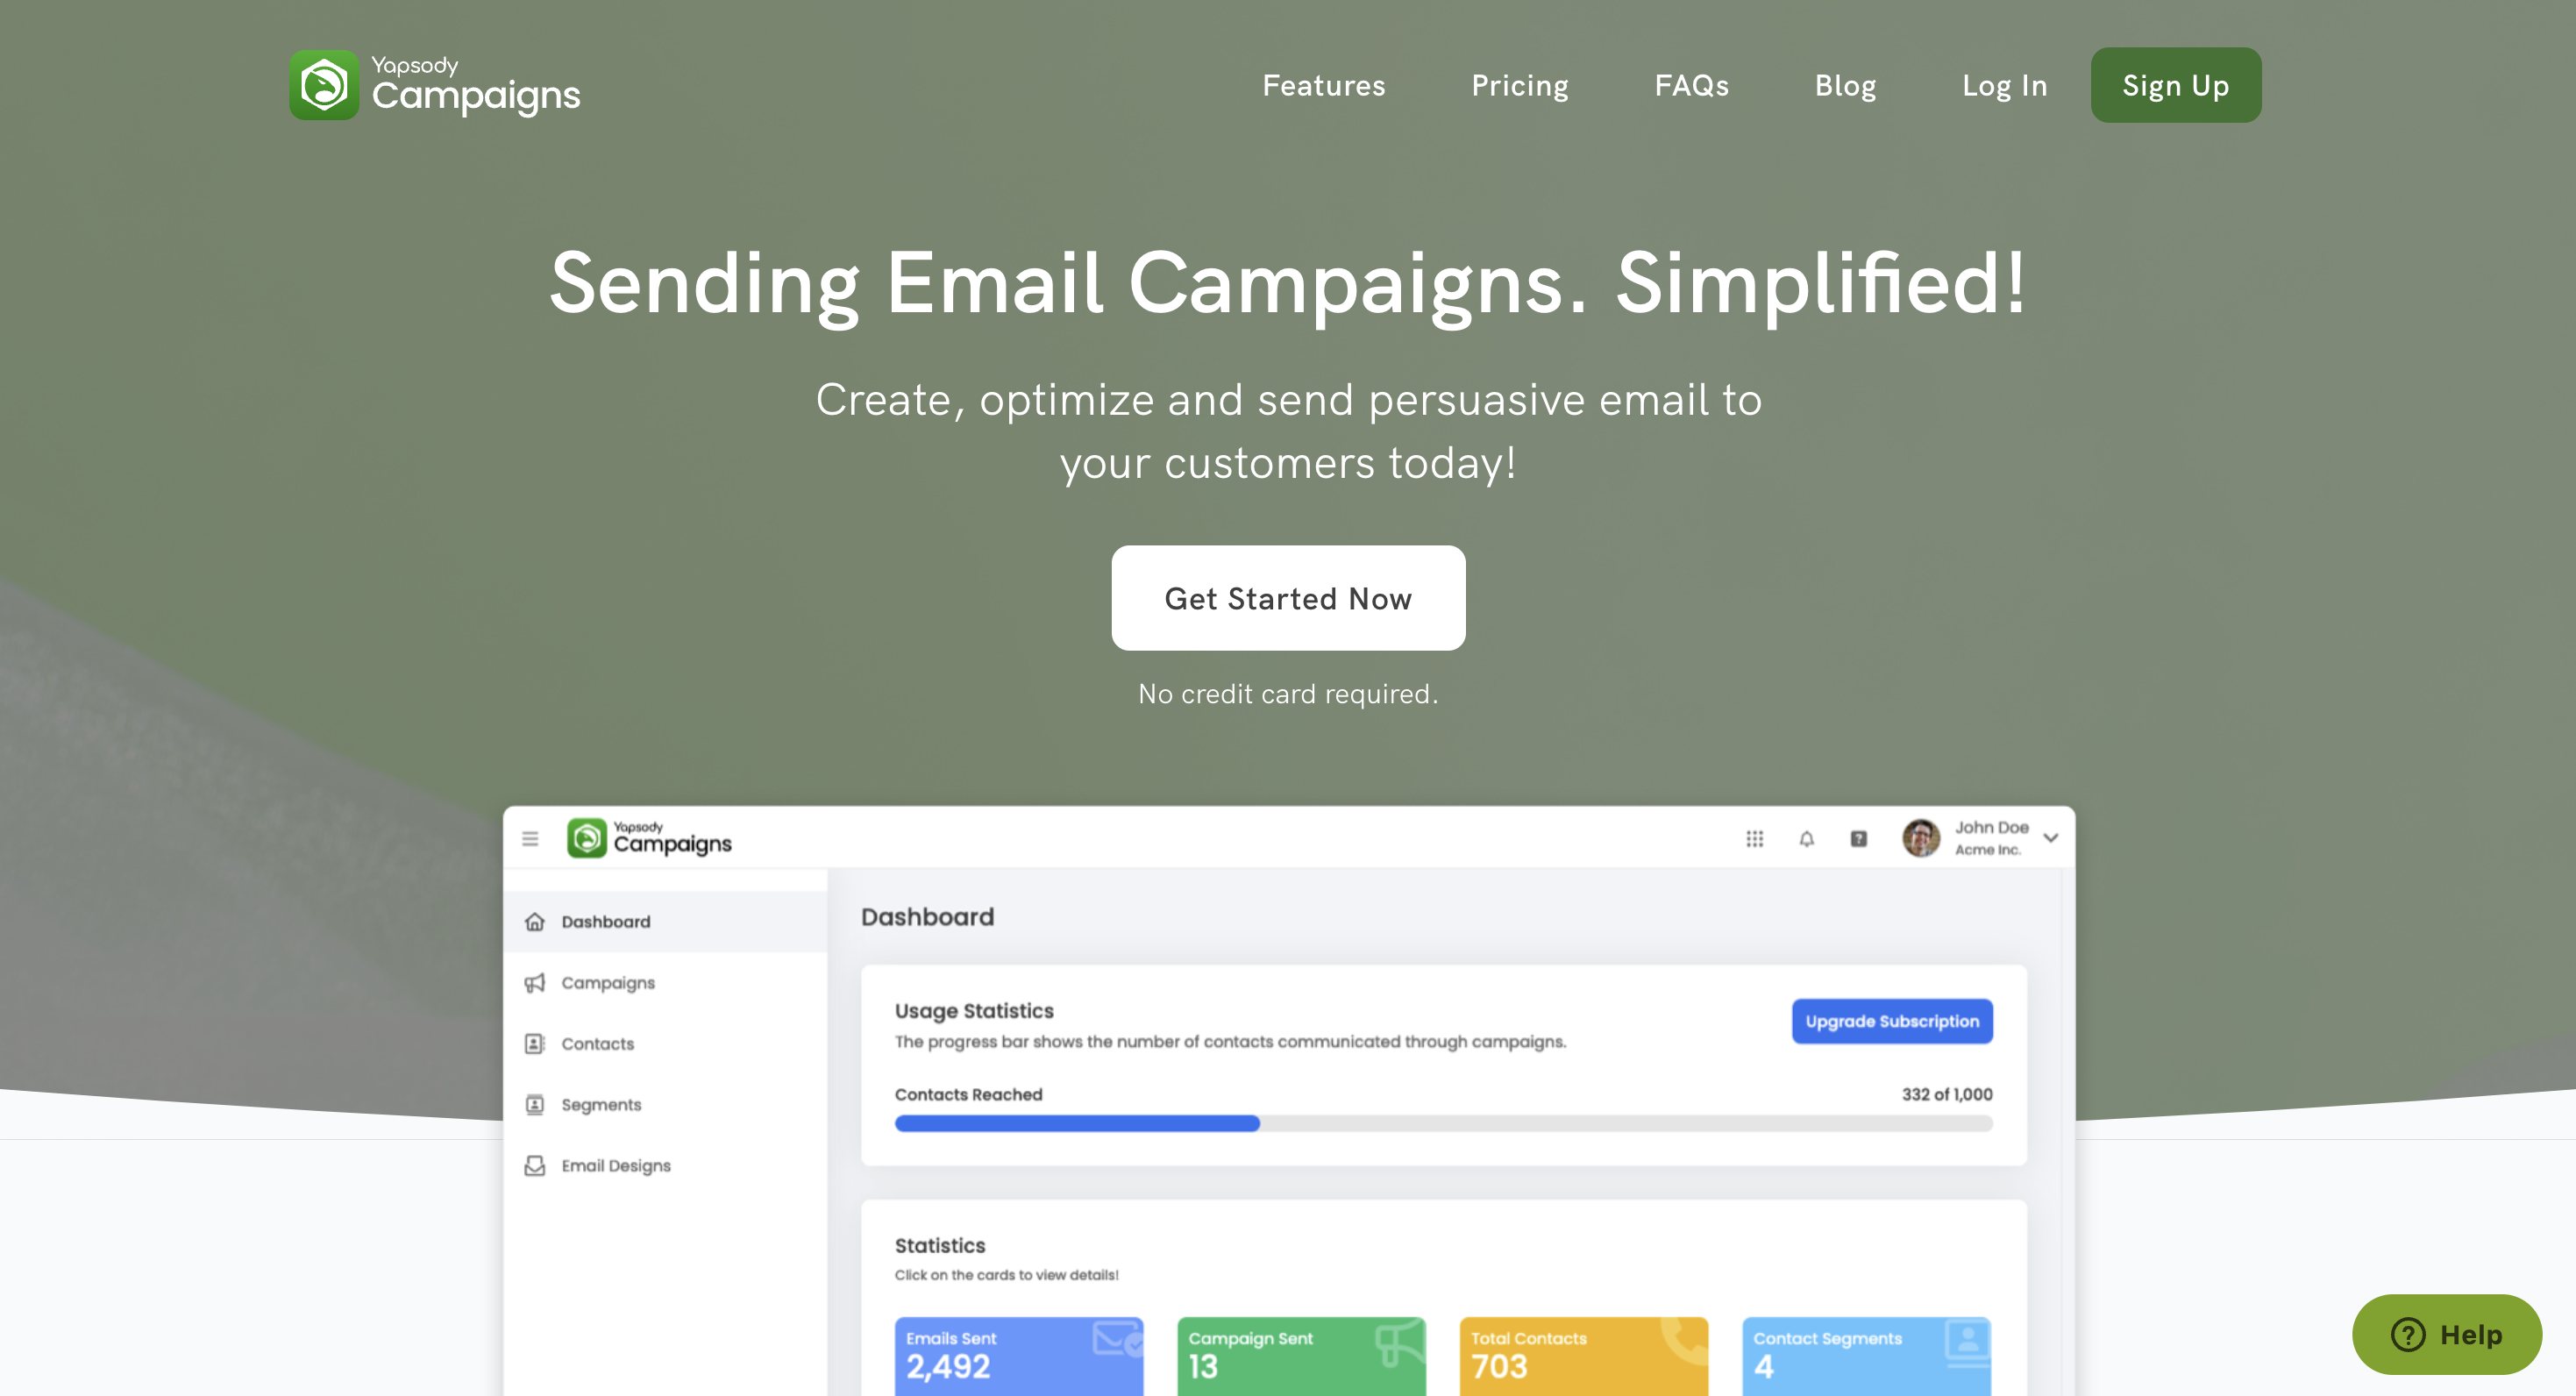 Yapsody
Campaigns
Features
Pricing
FAQs
Blog
Log In
Sign Up
Sending Email Campaigns. Simplified!
Create, optimize and send persuasive email to
your customers today!
Get Started Now
No credit card required.
Yapsody
Campaigns
John Doe
Acme Inc.
Dashboard
Campaigns
Contacts
Segments
Email Designs
Dashboard
Usage Statistics
The progress bar shows the number of contacts communicated through campaigns.
Upgrade Subscription
Contacts Reached
332 of 1,000
Statistics
Click on the cards to view details!
Emails Sent
2,492
Campaign Sent
13
Total Contacts
703
Contact Segments
4
Help